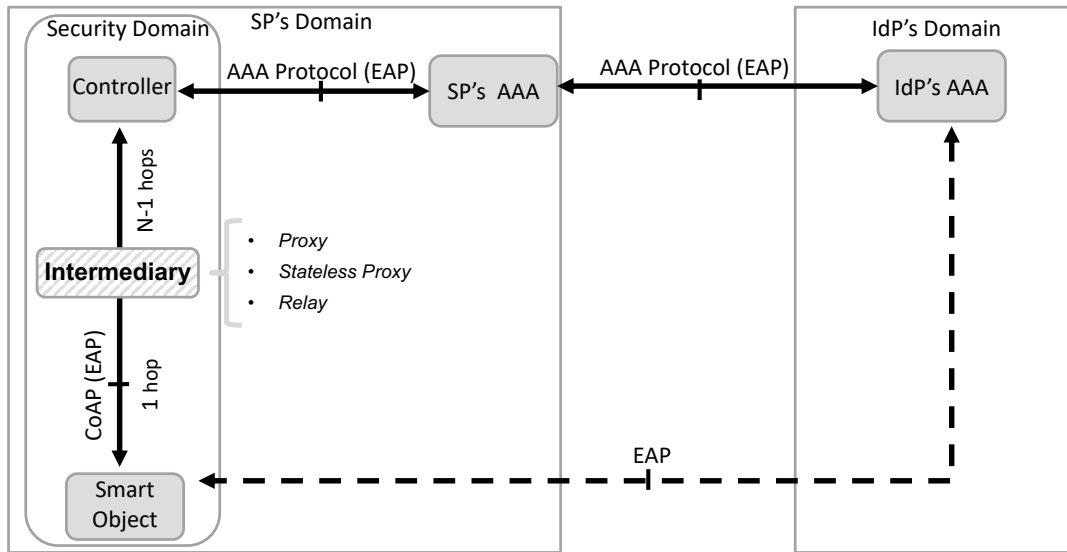 Security Domain
SP's Domain
IdP's Domain
Controller
AAA Protocol (EAP)
SP's AAA
AAA Protocol (EAP)
IdP's AAA
N-1 hops
Intermediary
• Proxy
• Stateless Proxy
• Relay
CoAP (EAP)
1 hop
EAP
Smart
Object